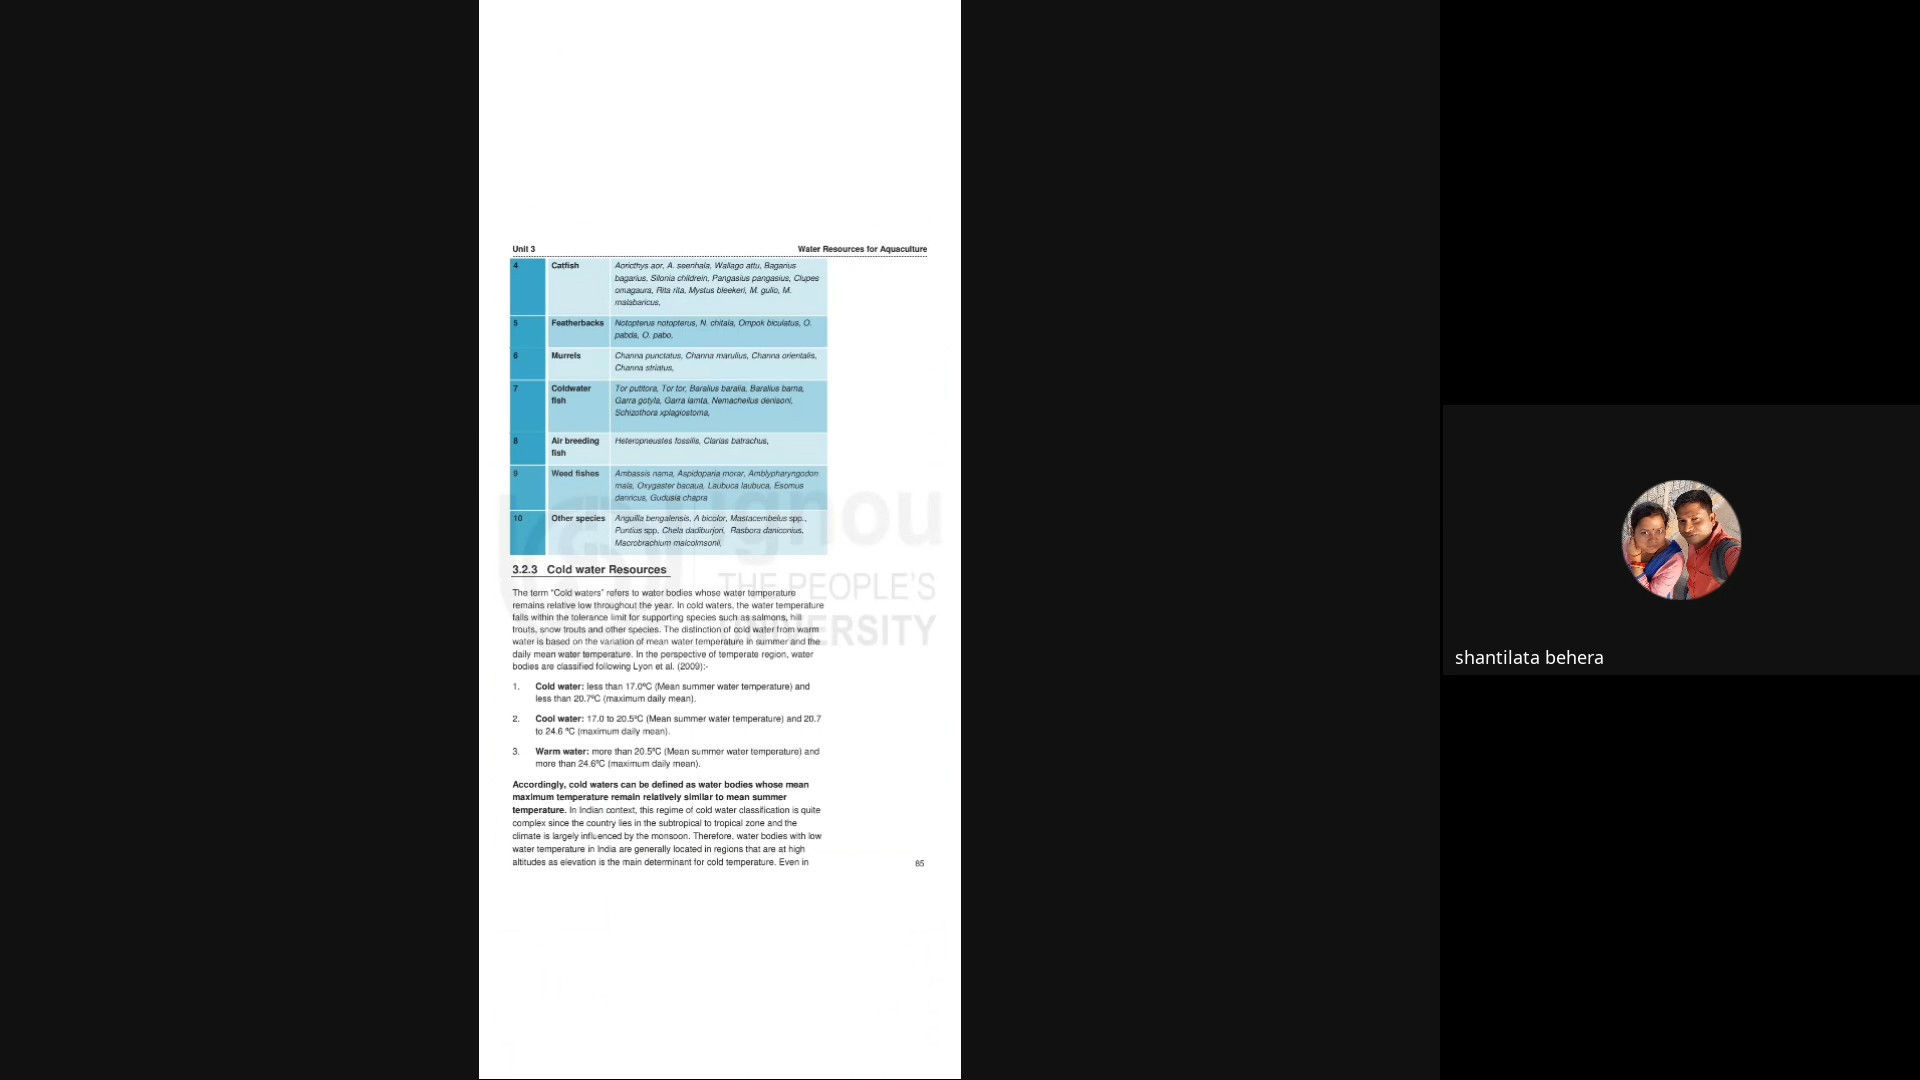 Unit 3 Water Resources for Aquaculture
4 Catfish Aoricthys aor, A. seenhala, Wallago attu, Bagarius
bagarius, Silonia childrein, Pangasius pangasius, Clupes
omagaura, Rita rita, Mystus bleekeri, M. gulio, M.
malabaricus,
5 Featherbacks Notopterus notopterus, N. chitala, Ompok biculatus, O.
pabda, O. pabo,
6 Murrels Channa punctatus, Channa marulius, Channa orientalis,
Channa striatus,
7 Coldwater Tor putitora, Tor tor, Baralius baralia, Baralius barna,
fish Garra gotyla, Garra lamta, Nemacheilus denisoni,
Schizothora xplagiostoma,
8 Air breeding Heteropneustes fossilis, Clarias batrachus,
fish
9 Weed fishes Ambassis nama, Aspidoparia morar, Amblypharyngodon
mala, Oxygaster bacaua, Laubuca laubuca, Esomus
danricus, Gudusia chapra
10 Other species Anguilla bengalensis, A bicolor, Mastacembelus spp.,
Puntius spp, Chela dadiburjori, Rasbora daniconius,
Macrobrachium malcolmsonii,
ignou
THE PEOPLE'S
UNIVERSITY
3.2.3 Cold water Resources
The term “Cold waters” refers to water bodies whose water temperature
remains relative low throughout the year. In cold waters, the water temperature
falls within the tolerance limit for supporting species such as salmons, hill
trouts, snow trouts and other species. The distinction of cold water from warm
water is based on the variation of mean water temperature in summer and the
daily mean water temperature. In the perspective of temperate region, water
bodies are classified following Lyon et al. (2009):-
1. Cold water: less than 17.0ºC (Mean summer water temperature) and
less than 20.7ºC (maximum daily mean).
2. Cool water: 17.0 to 20.5ºC (Mean summer water temperature) and 20.7
to 24.6 ºC (maximum daily mean).
3. Warm water: more than 20.5ºC (Mean summer water temperature) and
more than 24.6ºC (maximum daily mean).
Accordingly, cold waters can be defined as water bodies whose mean
maximum temperature remain relatively similar to mean summer
temperature. In Indian context, this regime of cold water classification is quite
complex since the country lies in the subtropical to tropical zone and the
climate is largely influenced by the monsoon. Therefore, water bodies with low
water temperature in India are generally located in regions that are at high
altitudes as elevation is the main determinant for cold temperature. Even in
85
shantilata behera